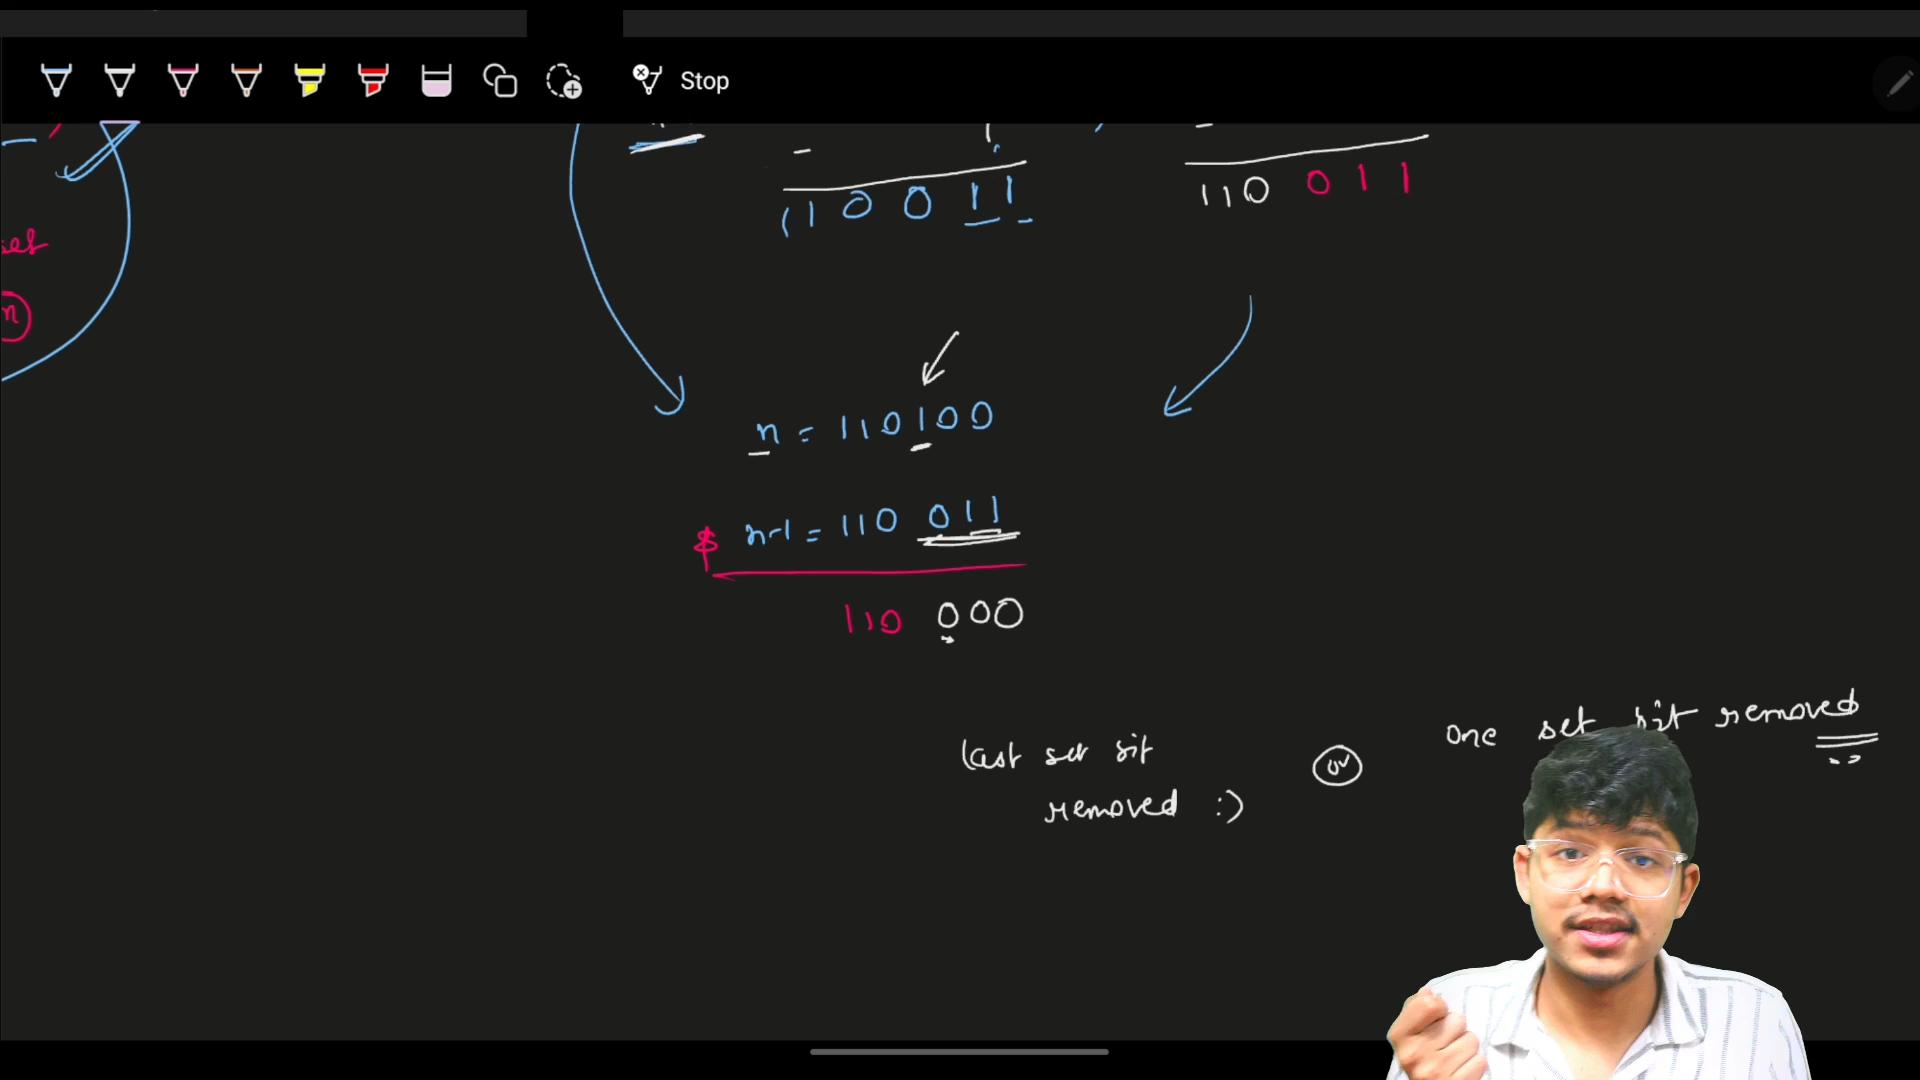 Stop
110011
110 011
set
n
n = 110100
$ n-1 = 110 011
110 000
One set bit removed
Last set bit
or
removed :)